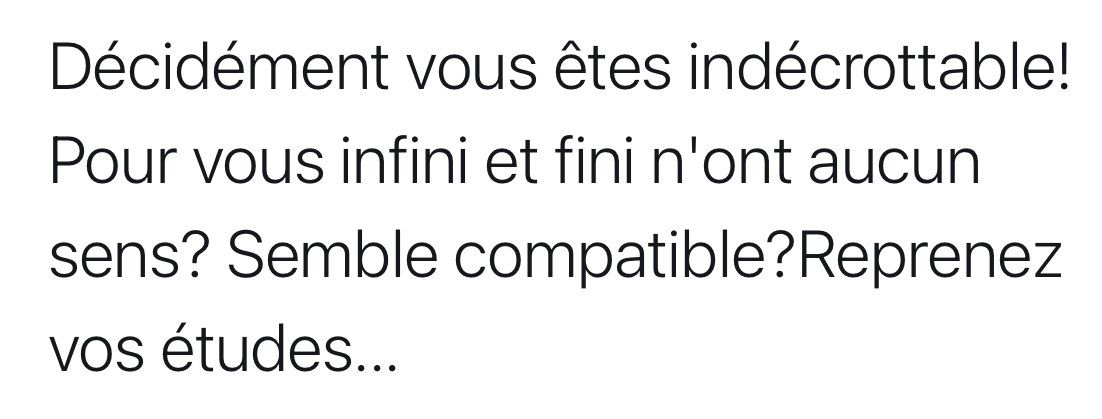 Décidément vous êtes indécrottable!
Pour vous infini et fini n'ont aucun
sens? Semble compatible?Reprenez
vos études...